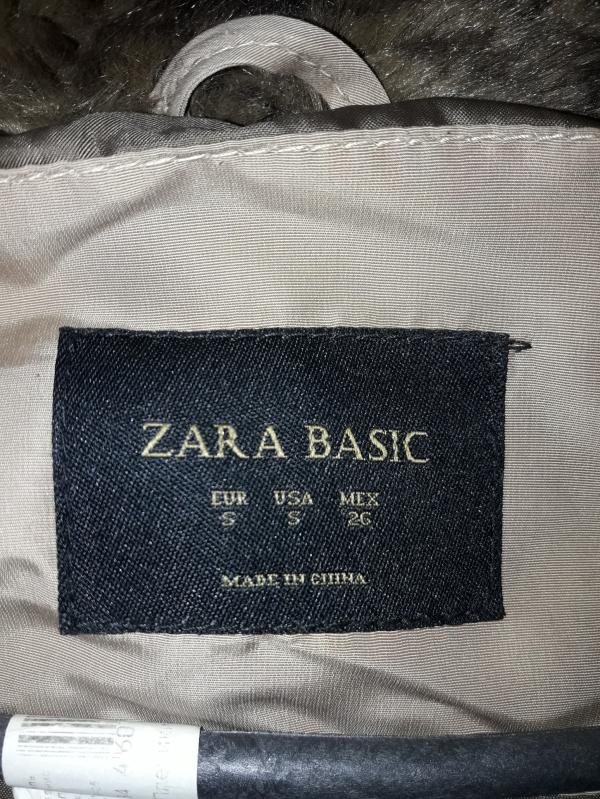 ZARA BASIC
EUR USA MEX
S S 26
MADE IN CHINA